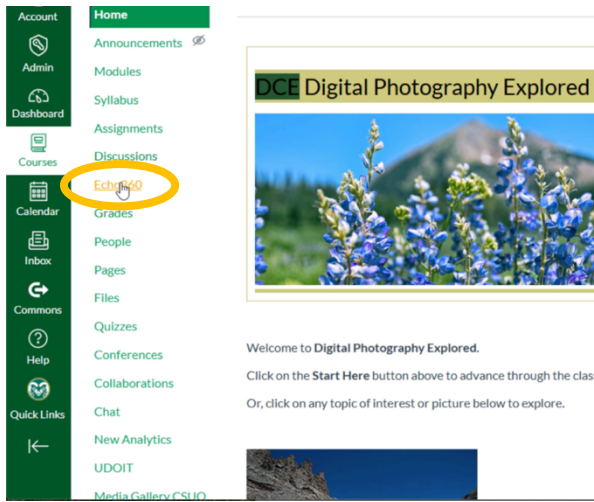 Account
Admin
Dashboard
Courses
Calendar
Inbox
Commons
Help
Quick Links
Home
Announcements
Modules
Syllabus
Assignments
Discussions
Echo360
Grades
People
Pages
Files
Quizzes
Conferences
Collaborations
Chat
New Analytics
UDOIT
Media Gallery CSUO
DCE Digital Photography Explored
Welcome to Digital Photography Explored.
Click on the Start Here button above to advance through the clas
Or, click on any topic of interest or picture below to explore.